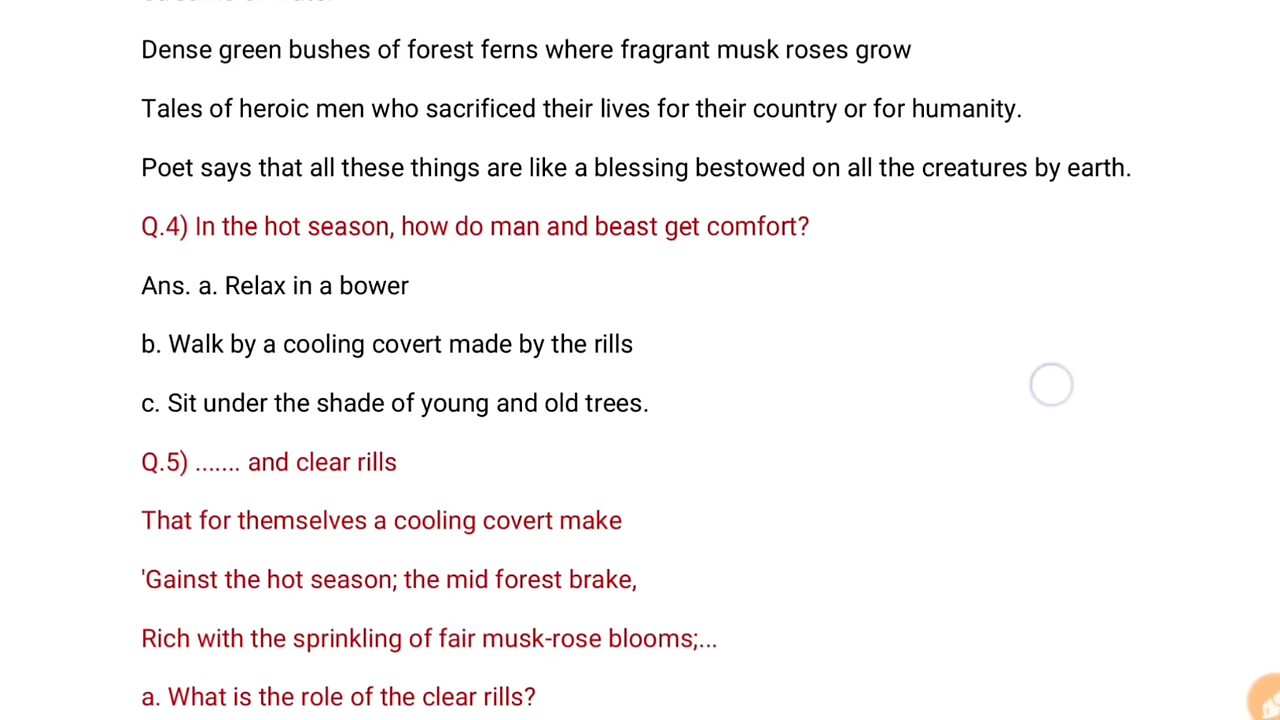 Dense green bushes of forest ferns where fragrant musk roses grow
Tales of heroic men who sacrificed their lives for their country or for humanity.
Poet says that all these things are like a blessing bestowed on all the creatures by earth.
Q.4) In the hot season, how do man and beast get comfort?
Ans. a. Relax in a bower
b. Walk by a cooling covert made by the rills
c. Sit under the shade of young and old trees.
Q.5) ....... and clear rills
That for themselves a cooling covert make
'Gainst the hot season; the mid forest brake,
Rich with the sprinkling of fair musk-rose blooms;...
a. What is the role of the clear rills?